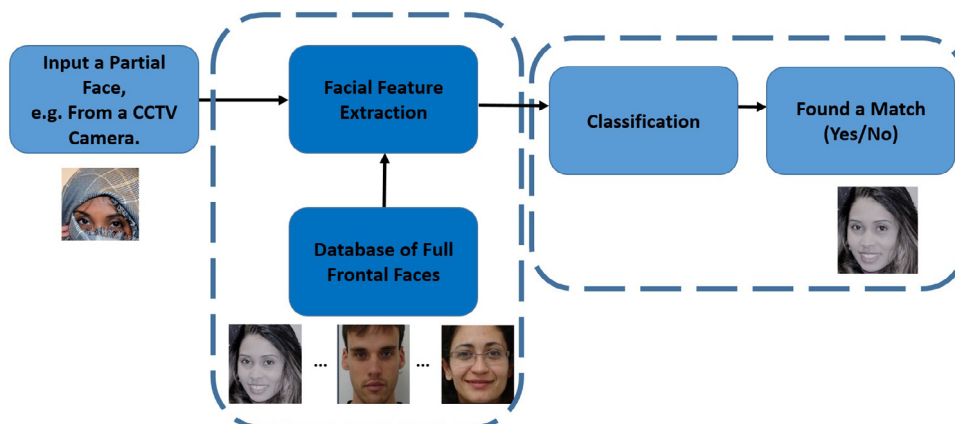 Input a Partial
Face,
e.g. From a CCTV
Camera.
Facial Feature
Extraction
Classification
Found a Match
(Yes/No)
Database of Full
Frontal Faces
... ...